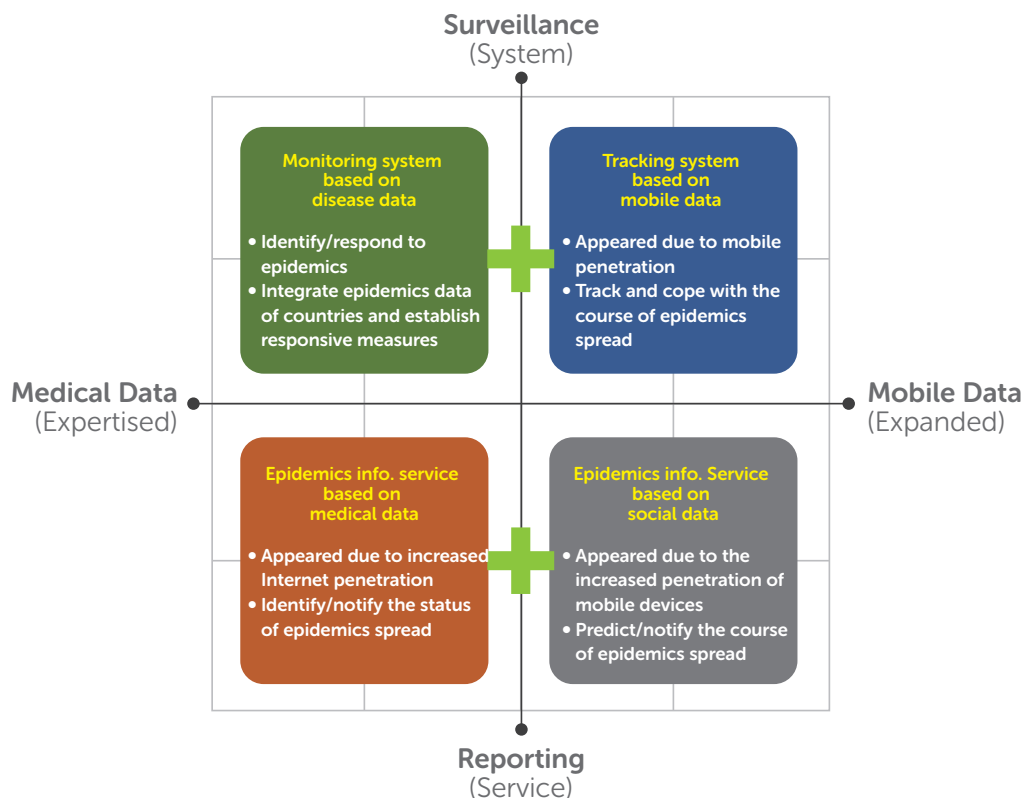 Surveillance
(System)
Monitoring system
based on
disease data
• Identify/respond to
epidemics
• Integrate epidemics data
of countries and establish
responsive measures
Tracking system
based on
mobile data
• Appeared due to mobile
penetration
• Track and cope with the
course of epidemics
spread
Medical Data
(Expertised)
Mobile Data
(Expanded)
Epidemics info. service
based on
medical data
• Appeared due to increased
Internet penetration
• Identify/notify the status
of epidemics spread
Epidemics info. Service
based on
social data
• Appeared due to the
increased penetration of
mobile devices
• Predict/notify the course
of epidemics spread
Reporting
(Service)